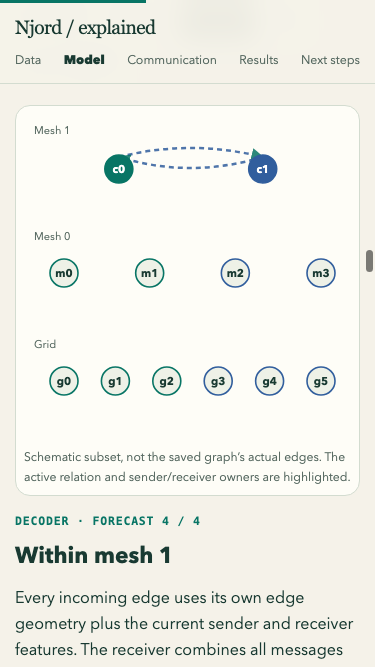 Njord / explained
Data Model Communication Results Next steps
Mesh 1
c0 c1
Mesh 0
m0 m1 m2 m3
Grid
g0 g1 g2 g3 g4 g5
Schematic subset, not the saved graph’s actual edges. The
active relation and sender/receiver owners are highlighted.
DECODER · FORECAST 4 / 4
Within mesh 1
Every incoming edge uses its own edge
geometry plus the current sender and receiver
features. The receiver combines all messages